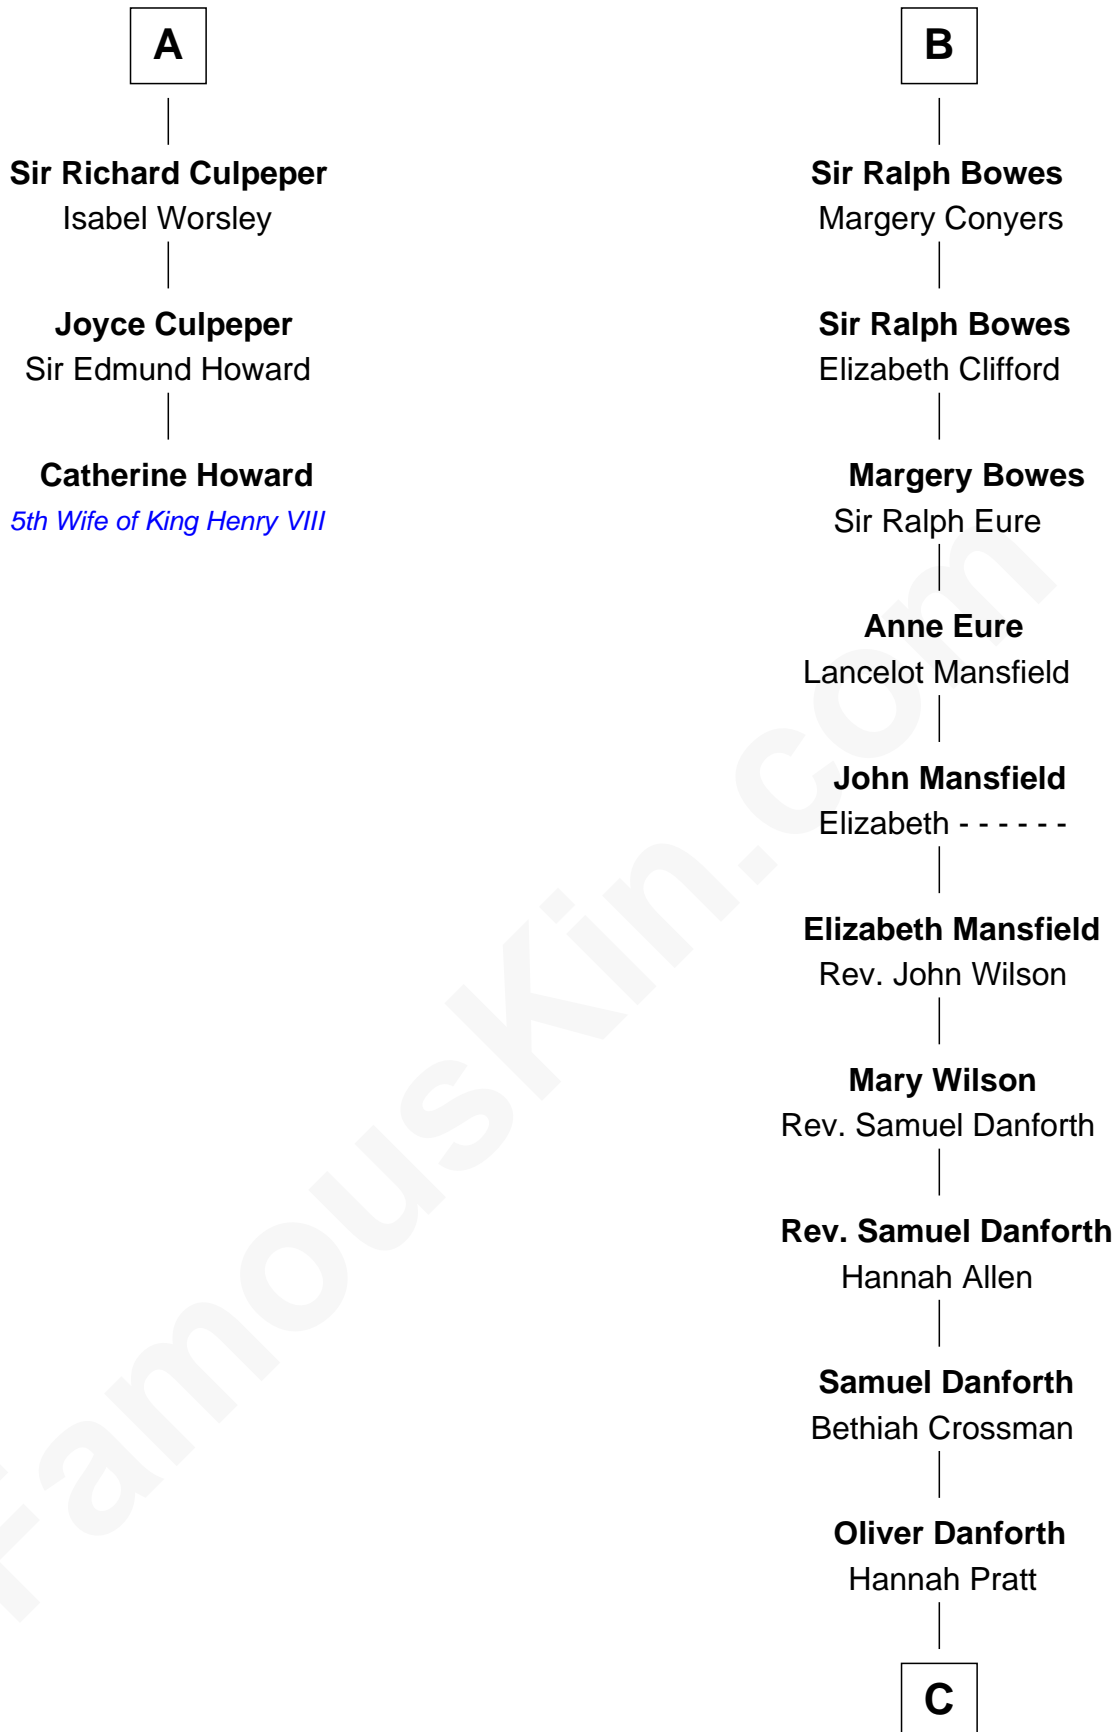 A
Sir Richard Culpeper
Isabel Worsley
Joyce Culpeper
Sir Edmund Howard
Catherine Howard
5th Wife of King Henry VIII
B
Sir Ralph Bowes
Margery Conyers
Sir Ralph Bowes
Elizabeth Clifford
Margery Bowes
Sir Ralph Eure
Anne Eure
Lancelot Mansfield
John Mansfield
Elizabeth - - - - - -
Elizabeth Mansfield
Rev. John Wilson
Mary Wilson
Rev. Samuel Danforth
Rev. Samuel Danforth
Hannah Allen
Samuel Danforth
Bethiah Crossman
Oliver Danforth
Hannah Pratt
C
FamousKin.com